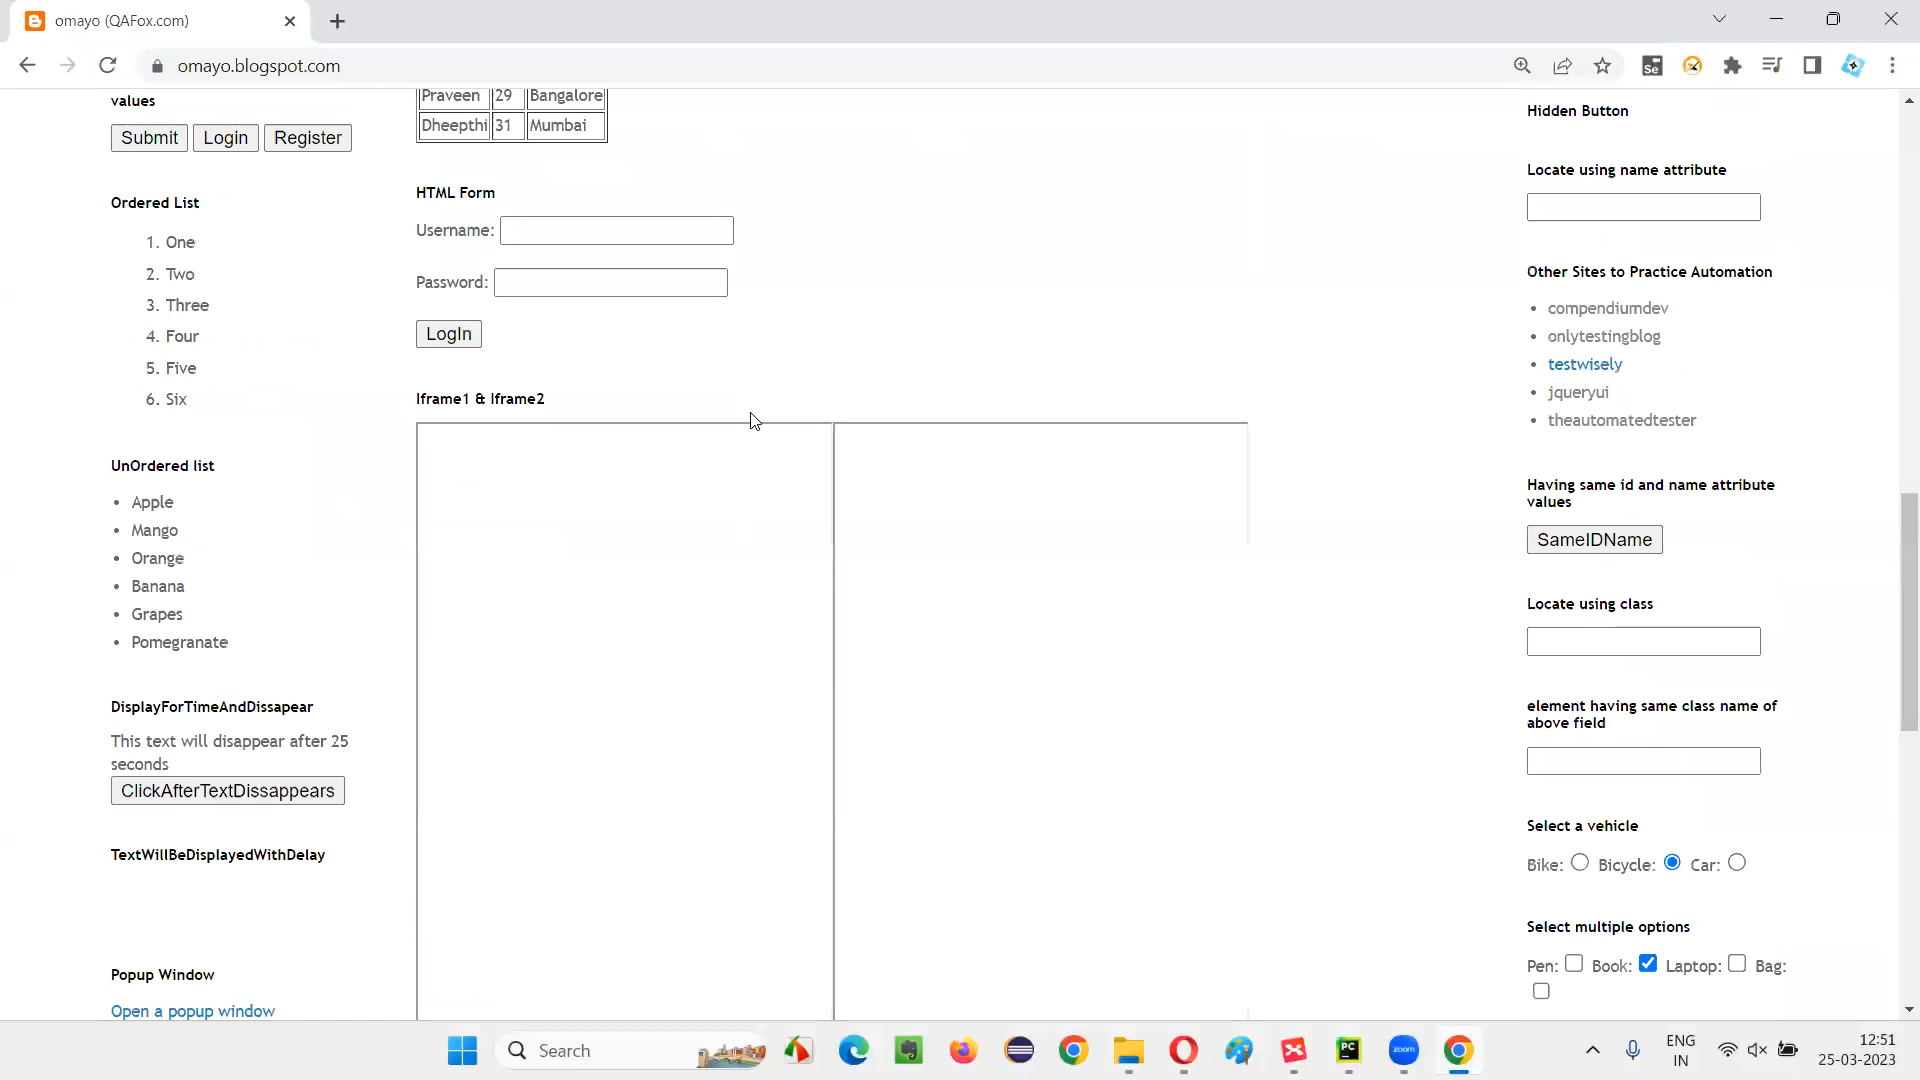 omayo (QAFox.com)
omayo.blogspot.com
values
Submit Login Register
Ordered List
1. One
2. Two
3. Three
4. Four
5. Five
6. Six
UnOrdered list
• Apple
• Mango
• Orange
• Banana
• Grapes
• Pomegranate
DisplayForTimeAndDissapear
This text will disappear after 25
seconds
ClickAfterTextDissappears
TextWillBeDisplayedWithDelay
Popup Window
Open a popup window
Praveen 29 Bangalore
Dheepthi 31 Mumbai
HTML Form
Username:
Password:
LogIn
Iframe1 & Iframe2
Hidden Button
Locate using name attribute
Other Sites to Practice Automation
• compendiumdev
• onlytestingblog
• testwisely
• jqueryui
• theautomatedtester
Having same id and name attribute
values
SameIDName
Locate using class
element having same class name of
above field
Select a vehicle
Bike: Bicycle: Car:
Select multiple options
Pen: Book: Laptop: Bag:
Search
PC
zoom
ENG
IN
12:51
25-03-2023
Se